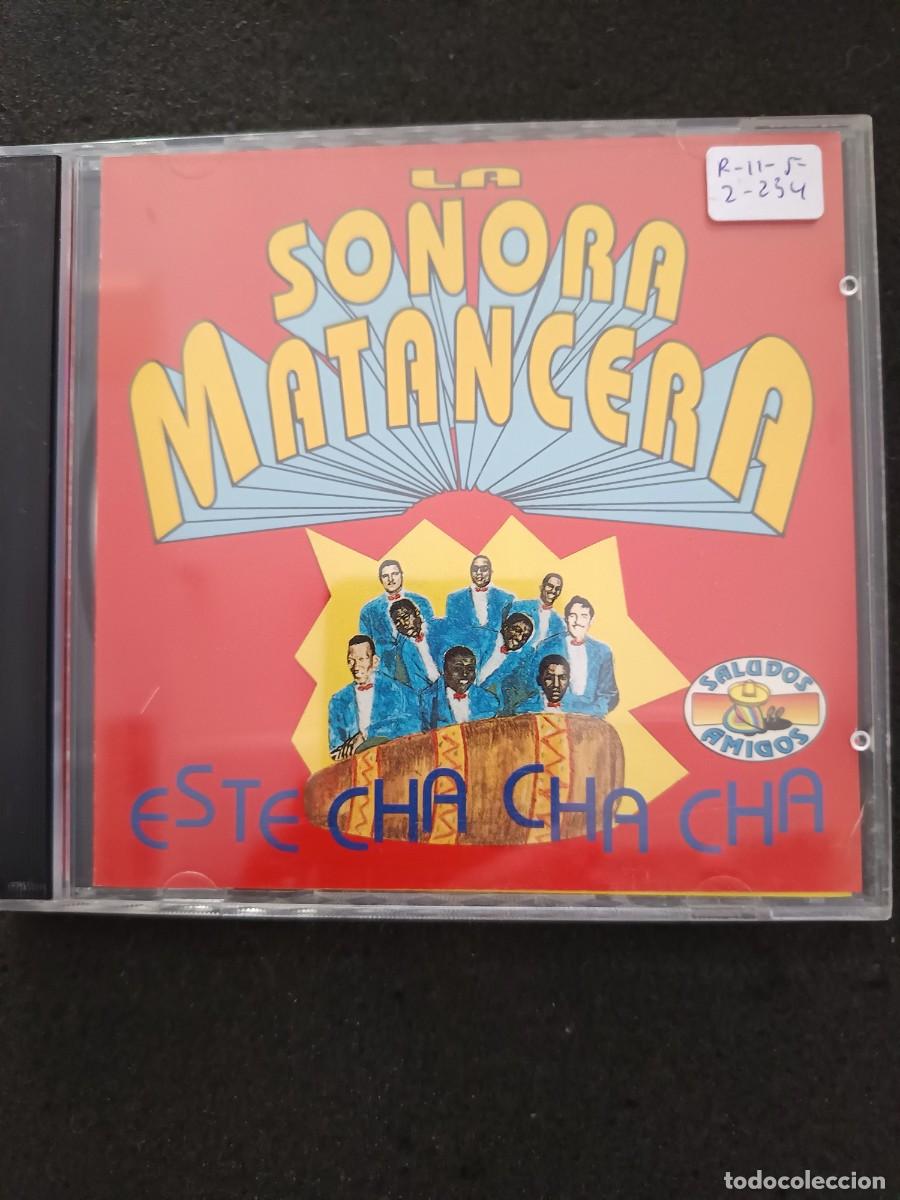 R-11-5-
2-234
LA
SONORA
MATANCERA
SALUDOS
AMIGOS
ESTE CHA CHA CHA
todocoleccion